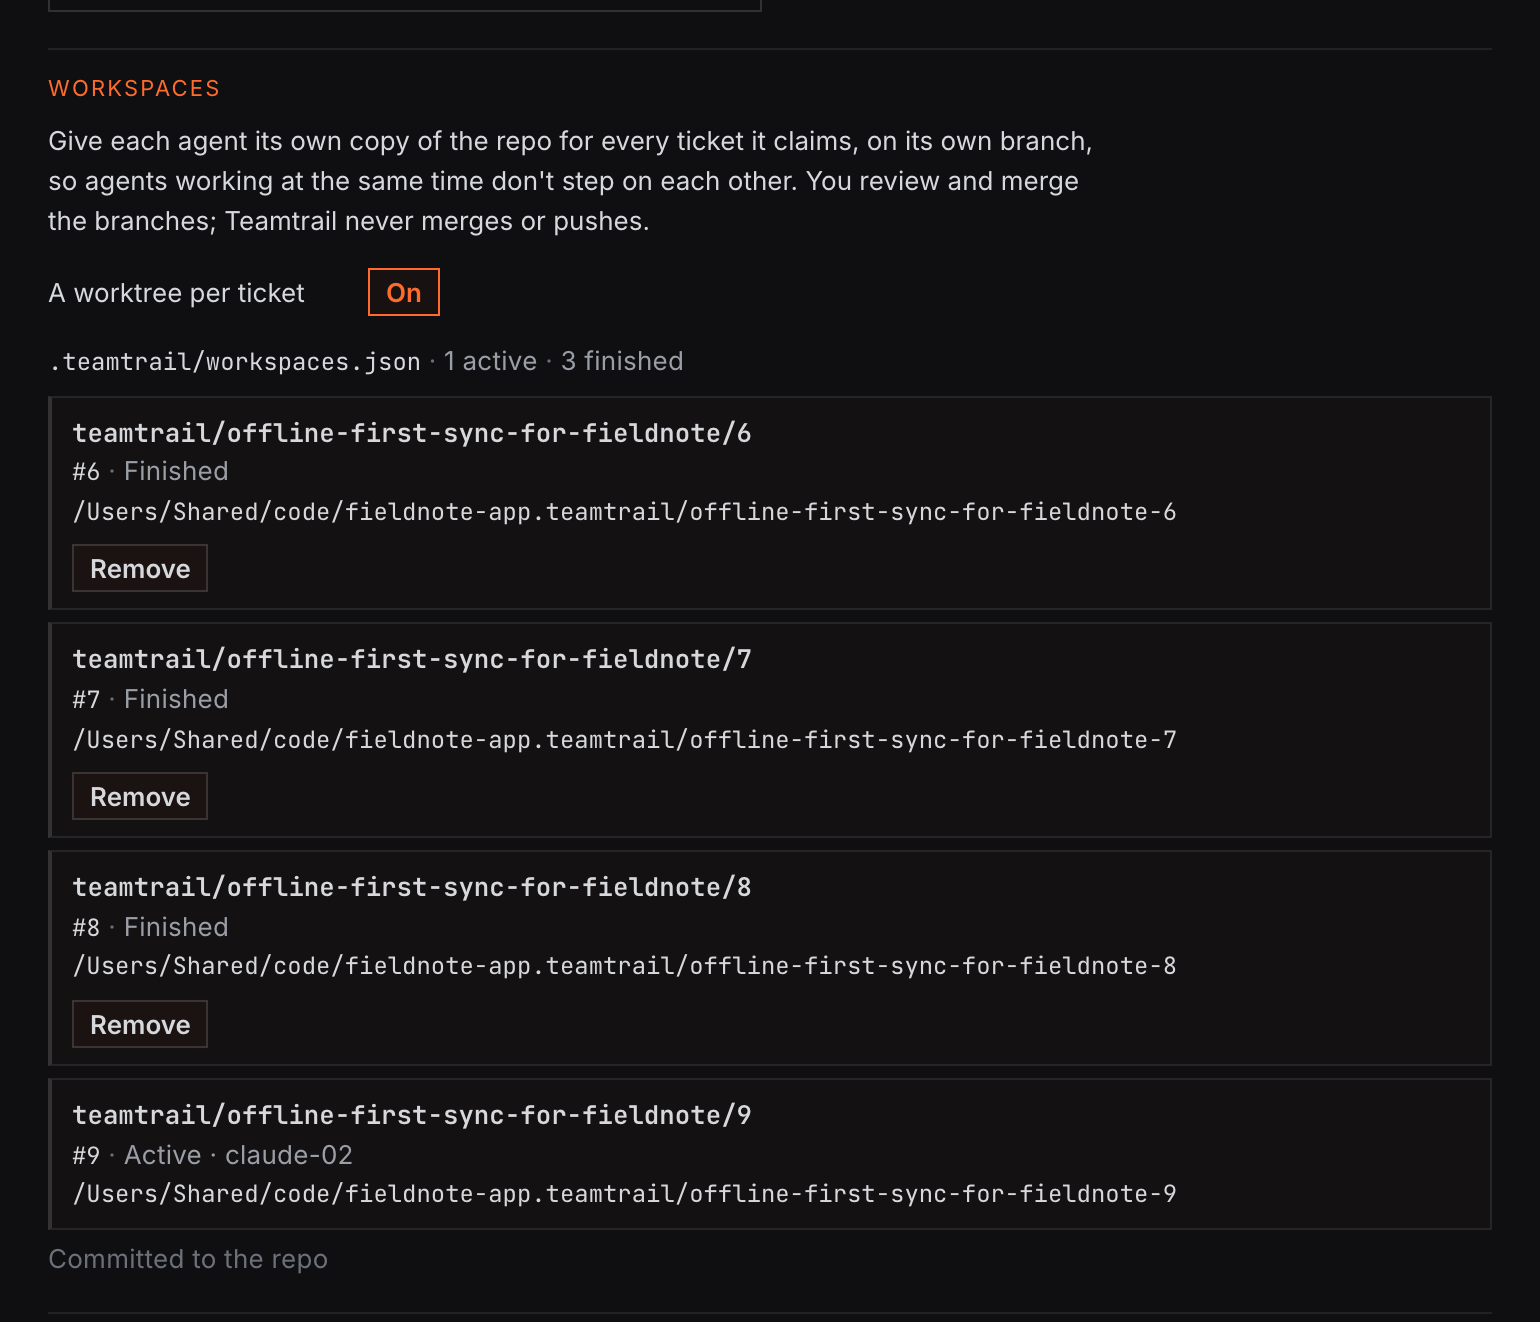 WORKSPACES
Give each agent its own copy of the repo for every ticket it claims, on its own branch,
so agents working at the same time don't step on each other. You review and merge
the branches; Teamtrail never merges or pushes.
A worktree per ticket On
.teamtrail/workspaces.json · 1 active · 3 finished
teamtrail/offline-first-sync-for-fieldnote/6
#6 · Finished
/Users/Shared/code/fieldnote-app.teamtrail/offline-first-sync-for-fieldnote-6
Remove
teamtrail/offline-first-sync-for-fieldnote/7
#7 · Finished
/Users/Shared/code/fieldnote-app.teamtrail/offline-first-sync-for-fieldnote-7
Remove
teamtrail/offline-first-sync-for-fieldnote/8
#8 · Finished
/Users/Shared/code/fieldnote-app.teamtrail/offline-first-sync-for-fieldnote-8
Remove
teamtrail/offline-first-sync-for-fieldnote/9
#9 · Active · claude-02
/Users/Shared/code/fieldnote-app.teamtrail/offline-first-sync-for-fieldnote-9
Committed to the repo